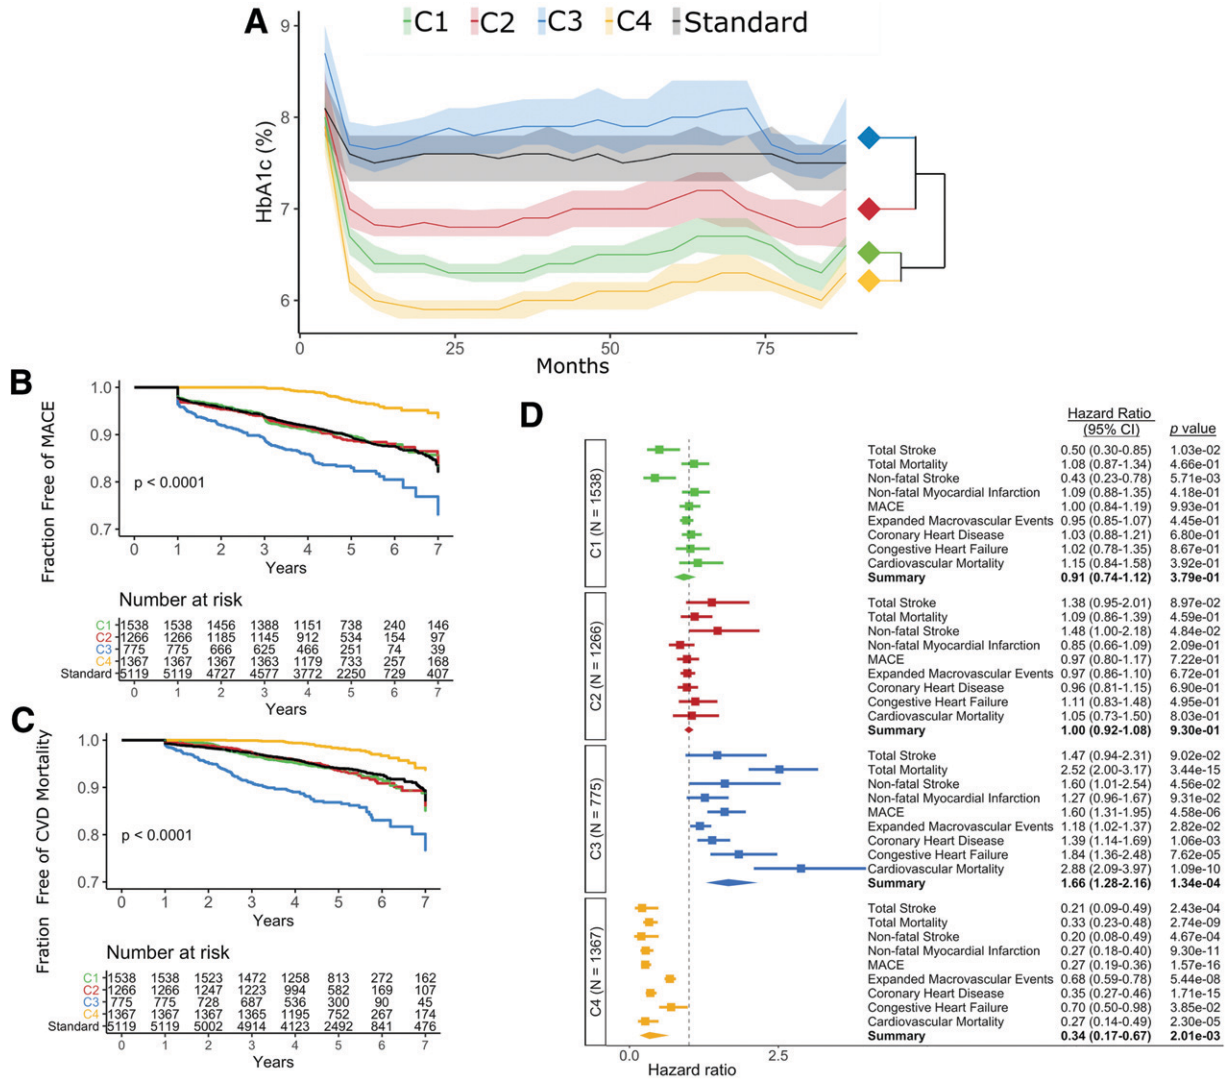 A
C1 C2 C3 C4 Standard
HbA1c (%)
9
8
7
6
0 25 50 75
Months
B
Fraction Free of MACE
1.0
0.9
0.8
0.7
p < 0.0001
0 1 2 3 4 5 6 7
Years
Number at risk
C1 1538 1538 1456 1388 1151 738 240 146
C2 1266 1266 1185 1145 912 534 154 97
C3 775 775 666 625 466 251 74 39
C4 1367 1367 1367 1363 1179 733 257 168
Standard 5119 5119 4727 4577 3772 2250 729 407
0 1 2 3 4 5 6 7
Years
C
Fration Free of CVD Mortality
1.0
0.9
0.8
0.7
p < 0.0001
0 1 2 3 4 5 6 7
Years
Number at risk
C1 1538 1538 1523 1472 1258 813 272 162
C2 1266 1266 1247 1223 994 582 169 107
C3 775 775 728 687 536 300 90 45
C4 1367 1367 1367 1365 1195 752 267 174
Standard 5119 5119 5002 4914 4123 2492 841 476
0 1 2 3 4 5 6 7
Years
D
Hazard Ratio
(95% CI) p value
C1 (N = 1538)
Total Stroke 0.50 (0.30-0.85) 1.03e-02
Total Mortality 1.08 (0.87-1.34) 4.66e-01
Non-fatal Stroke 0.43 (0.23-0.78) 5.71e-03
Non-fatal Myocardial Infarction 1.09 (0.88-1.35) 4.18e-01
MACE 1.00 (0.84-1.19) 9.93e-01
Expanded Macrovascular Events 0.95 (0.85-1.07) 4.45e-01
Coronary Heart Disease 1.03 (0.88-1.21) 6.80e-01
Congestive Heart Failure 1.02 (0.78-1.35) 8.67e-01
Cardiovascular Mortality 1.15 (0.84-1.58) 3.92e-01
Summary 0.91 (0.74-1.12) 3.79e-01
C2 (N = 1266)
Total Stroke 1.38 (0.95-2.01) 8.97e-02
Total Mortality 1.09 (0.86-1.39) 4.59e-01
Non-fatal Stroke 1.48 (1.00-2.18) 4.84e-02
Non-fatal Myocardial Infarction 0.85 (0.66-1.09) 2.09e-01
MACE 0.97 (0.80-1.17) 7.22e-01
Expanded Macrovascular Events 0.97 (0.86-1.10) 6.72e-01
Coronary Heart Disease 0.96 (0.81-1.15) 6.90e-01
Congestive Heart Failure 1.11 (0.83-1.48) 4.95e-01
Cardiovascular Mortality 1.05 (0.73-1.50) 8.03e-01
Summary 1.00 (0.92-1.08) 9.30e-01
C3 (N = 775)
Total Stroke 1.47 (0.94-2.31) 9.02e-02
Total Mortality 2.52 (2.00-3.17) 3.44e-15
Non-fatal Stroke 1.60 (1.01-2.54) 4.56e-02
Non-fatal Myocardial Infarction 1.27 (0.96-1.67) 9.31e-02
MACE 1.60 (1.31-1.95) 4.58e-06
Expanded Macrovascular Events 1.18 (1.02-1.37) 2.82e-02
Coronary Heart Disease 1.39 (1.14-1.69) 1.06e-03
Congestive Heart Failure 1.84 (1.36-2.48) 7.62e-05
Cardiovascular Mortality 2.88 (2.09-3.97) 1.09e-10
Summary 1.66 (1.28-2.16) 1.34e-04
C4 (N = 1367)
Total Stroke 0.21 (0.09-0.49) 2.43e-04
Total Mortality 0.33 (0.23-0.48) 2.74e-09
Non-fatal Stroke 0.20 (0.08-0.49) 4.67e-04
Non-fatal Myocardial Infarction 0.27 (0.18-0.40) 9.30e-11
MACE 0.27 (0.19-0.36) 1.57e-16
Expanded Macrovascular Events 0.68 (0.59-0.78) 5.44e-08
Coronary Heart Disease 0.35 (0.27-0.46) 1.71e-15
Congestive Heart Failure 0.70 (0.50-0.98) 3.85e-02
Cardiovascular Mortality 0.27 (0.14-0.49) 2.30e-05
Summary 0.34 (0.17-0.67) 2.01e-03
0.0 2.5
Hazard ratio